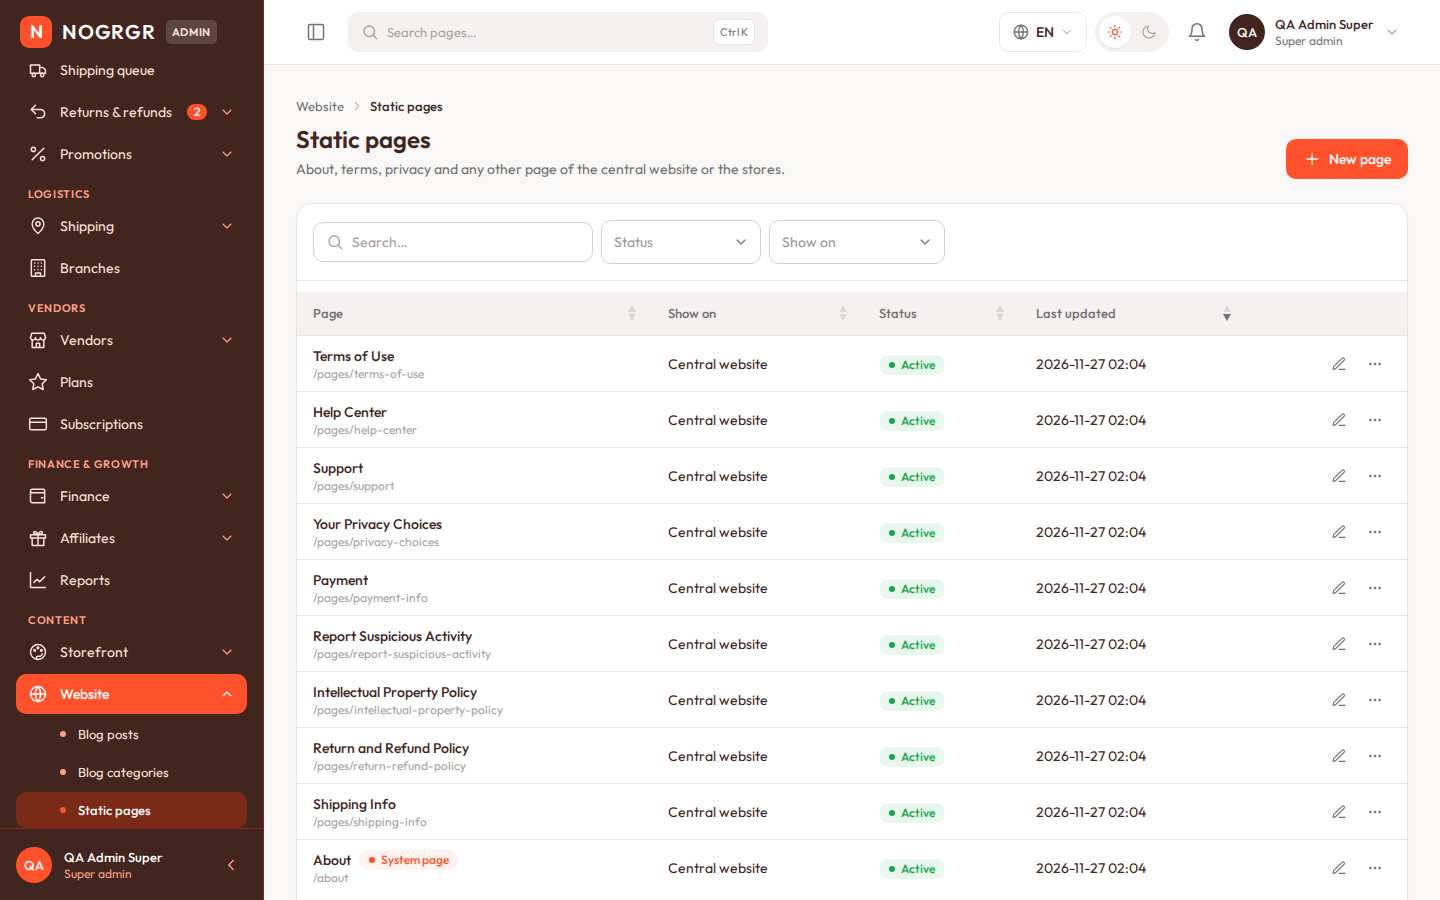 N NOGRGR ADMIN
Shipping queue
Returns & refunds 2
Promotions
LOGISTICS
Shipping
Branches
VENDORS
Vendors
Plans
Subscriptions
FINANCE & GROWTH
Finance
Affiliates
Reports
CONTENT
Storefront
Website
Blog posts
Blog categories
Static pages
QA QA Admin Super
Super admin
Search pages... Ctrl K
EN
QA QA Admin Super
Super admin
Website > Static pages
Static pages
About, terms, privacy and any other page of the central website or the stores.
+ New page
Search... Status Show on
Page Show on Status Last updated
Terms of Use
/pages/terms-of-use
Central website Active 2026-11-27 02:04
Help Center
/pages/help-center
Central website Active 2026-11-27 02:04
Support
/pages/support
Central website Active 2026-11-27 02:04
Your Privacy Choices
/pages/privacy-choices
Central website Active 2026-11-27 02:04
Payment
/pages/payment-info
Central website Active 2026-11-27 02:04
Report Suspicious Activity
/pages/report-suspicious-activity
Central website Active 2026-11-27 02:04
Intellectual Property Policy
/pages/intellectual-property-policy
Central website Active 2026-11-27 02:04
Return and Refund Policy
/pages/return-refund-policy
Central website Active 2026-11-27 02:04
Shipping Info
/pages/shipping-info
Central website Active 2026-11-27 02:04
About System page
/about
Central website Active 2026-11-27 02:04